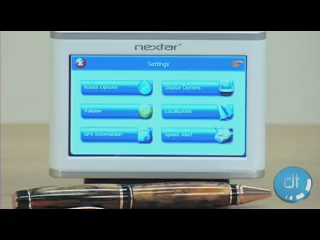 nextar
Settings
Route Options
Display Options
Volume
Localization
GPS Information
Speed Alert
dt